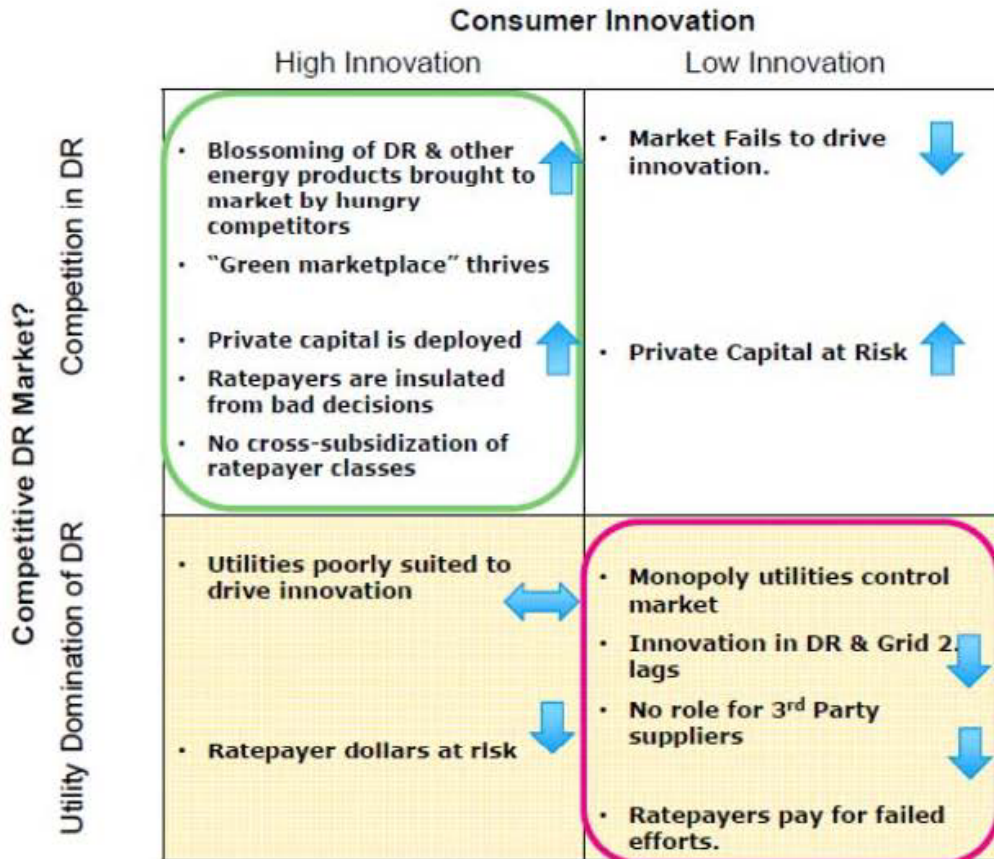 Consumer Innovation
High Innovation
Low Innovation
Competitive DR Market?
Competition in DR
• Blossoming of DR & other
energy products brought to
market by hungry
competitors
• “Green marketplace” thrives
• Private capital is deployed
• Ratepayers are insulated
from bad decisions
• No cross-subsidization of
ratepayer classes
• Market Fails to drive
innovation.
• Private Capital at Risk
Utility Domination of DR
• Utilities poorly suited to
drive innovation
• Ratepayer dollars at risk
• Monopoly utilities control
market
• Innovation in DR & Grid 2.
lags
• No role for 3rd Party
suppliers
• Ratepayers pay for failed
efforts.